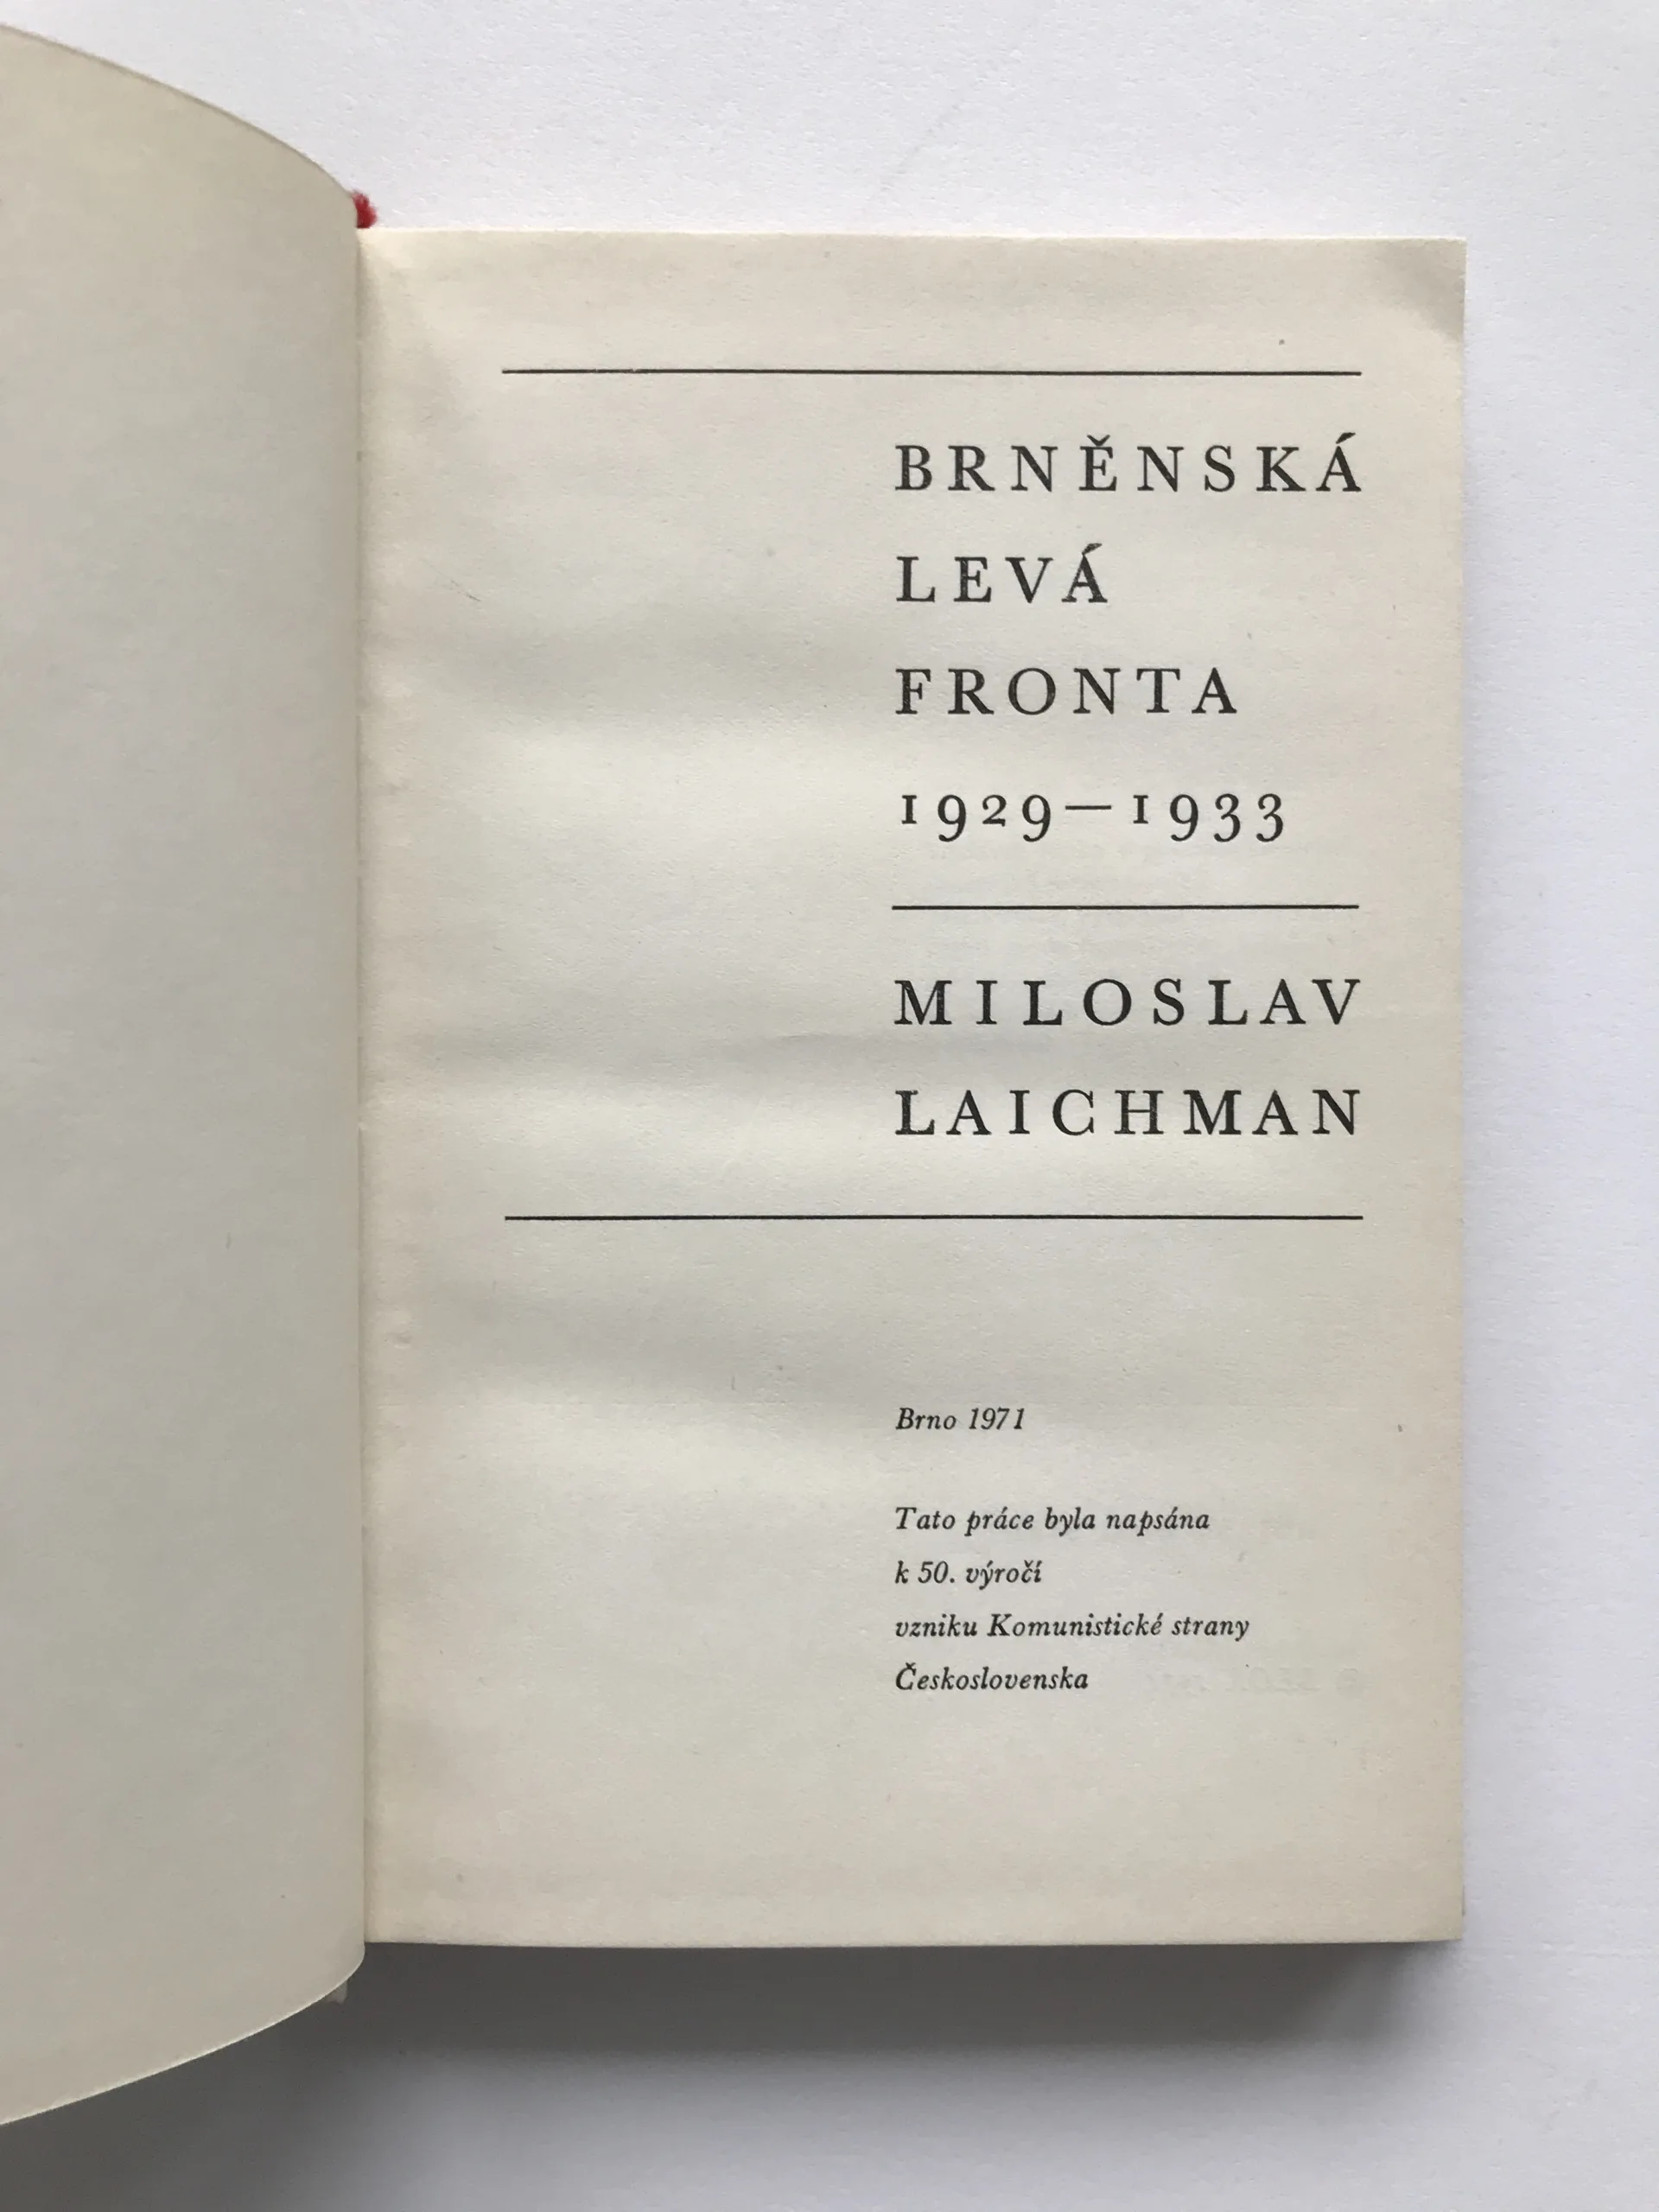 BRNĚNSKÁ
LEVÁ
FRONTA
1929—1933
MILOSLAV
LAICHMAN
Brno 1971
Tato práce byla napsána
k 50. výročí
vzniku Komunistické strany
Československa